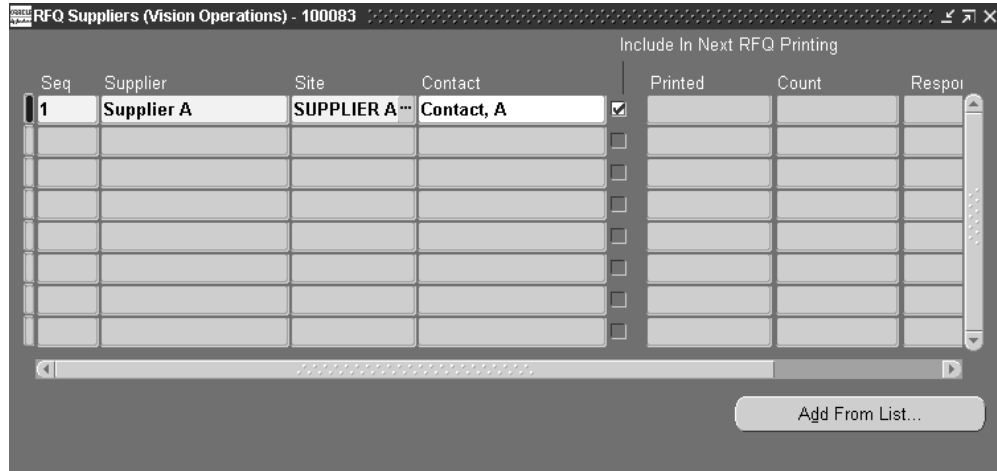 RFQ Suppliers (Vision Operations) - 100083
Include In Next RFQ Printing
Seq Supplier Site Contact Printed Count Respor
1 Supplier A SUPPLIER A ... Contact, A
Add From List...